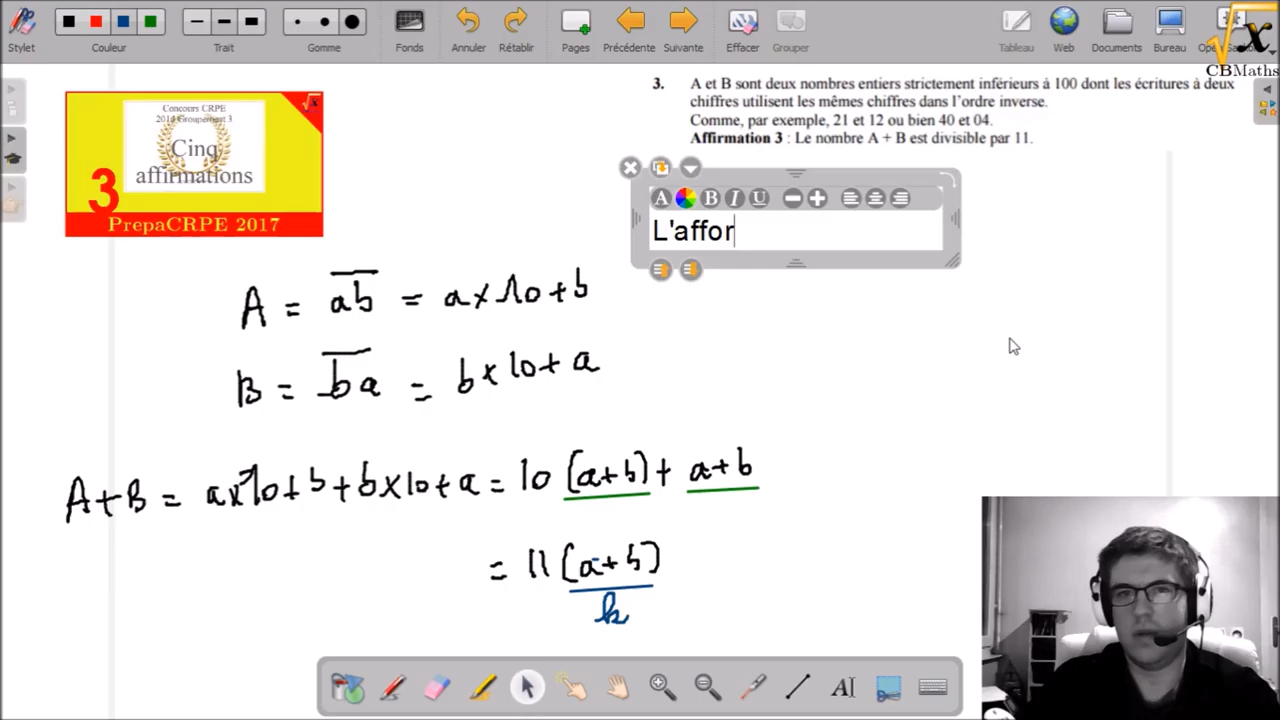 Stylet Couleur Trait Gomme Fonds Annuler Rétablir Pages Précédente Suivante Effacer Grouper Tableau Web Documents Bureau
CBMaths
3. A et B sont deux nombres entiers strictement inférieurs à 100 dont les écritures à deux
chiffres utilisent les mêmes chiffres dans l'ordre inverse.
Comme, par exemple, 21 et 12 ou bien 40 et 04.
Affirmation 3 : Le nombre A + B est divisible par 11.
Concours CRPE
2014 Groupement 3
Cinq
affirmations
3
PrepaCRPE 2017
A B I U
L'affor
A = ab = a x 10 + b
B = ba = b x 10 + a
A+B = a x 10 + b + b x 10 + a = 10 (a+b) + a+b
= 11 (a+b)
k
AI